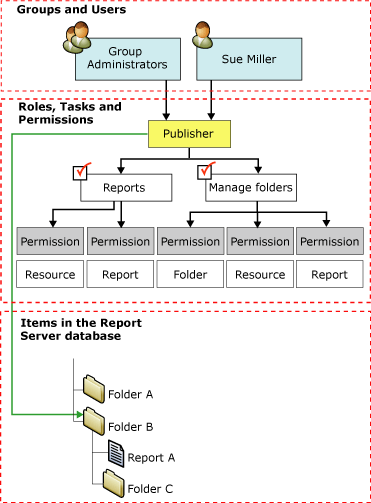 Groups and Users
Group
Administrators
Sue Miller
Roles, Tasks and
Permissions
Publisher
Reports
Manage folders
Permission
Permission
Permission
Permission
Permission
Resource
Report
Folder
Resource
Report
Items in the Report
Server database
Folder A
Folder B
Report A
Folder C